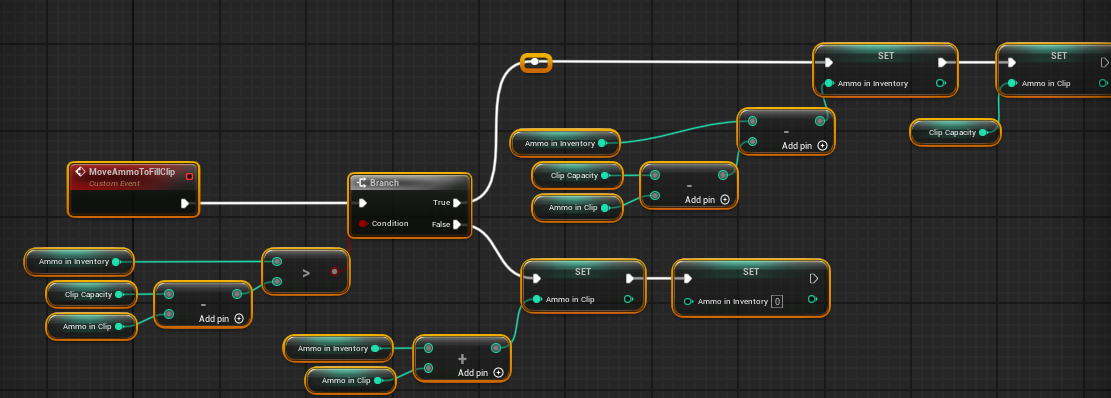 SET
SET
Ammo in Inventory
Ammo in Clip
Clip Capacity
Ammo in Inventory
-
Add pin
Clip Capacity
-
Ammo in Clip
Add pin
MoveAmmoToFillClip
Custom Event
Branch
True
Condition
False
Ammo in Inventory
>
Clip Capacity
-
Ammo in Clip
Add pin
SET
SET
Ammo in Clip
Ammo in Inventory 0
Ammo in Inventory
+
Ammo in Clip
Add pin